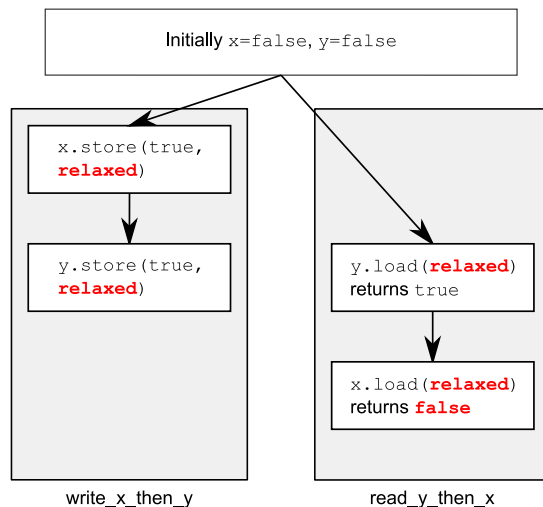 Initially x=false, y=false
x.store(true,
relaxed)
y.store(true,
relaxed)
write_x_then_y
y.load(relaxed)
returns true
x.load(relaxed)
returns false
read_y_then_x